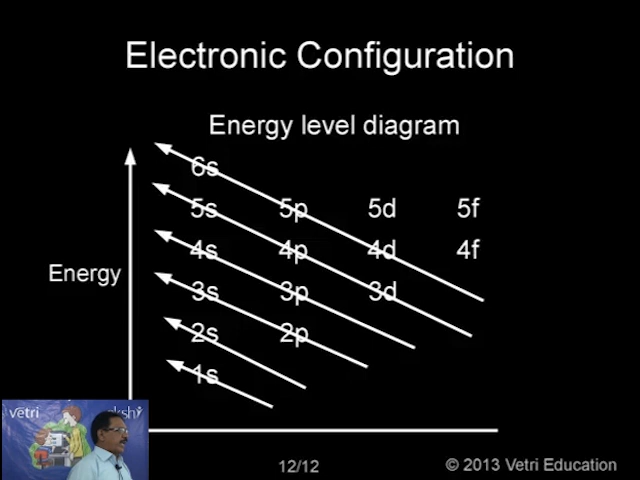 Electronic Configuration
Energy level diagram
6s
5s 5p 5d 5f
4s 4p 4d 4f
Energy
3s 3p 3d
2s 2p
1s
vetri
12/12
© 2013 Vetri Education